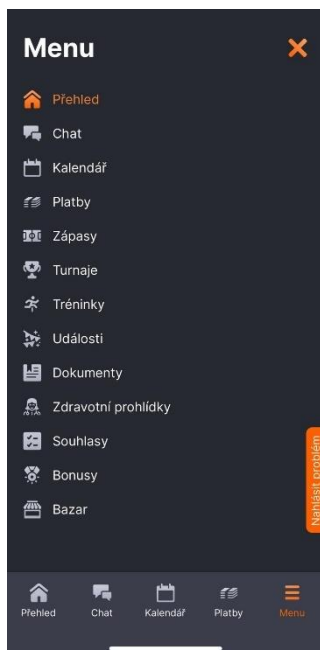 Menu
Přehled
Chat
Kalendář
Platby
Zápasy
Turnaje
Tréninky
Události
Dokumenty
Zdravotní prohlídky
Souhlasy
Bonusy
Bazar
Nahlásit problém
Přehled
Chat
Kalendář
Platby
Menu